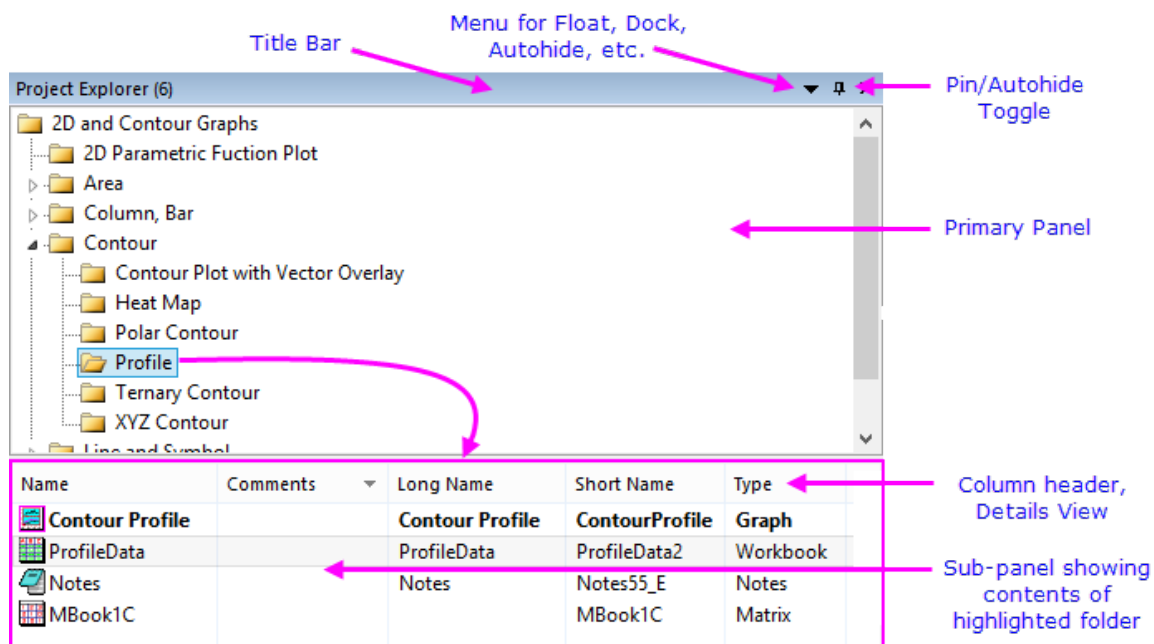 Menu for Float, Dock,
Title Bar
Autohide, etc.
Project Explorer (6)
Pin/Autohide
Toggle
2D and Contour Graphs
2D Parametric Fuction Plot
Area
Column, Bar
Primary Panel
Contour
Contour Plot with Vector Overlay
Heat Map
Polar Contour
Profile
Ternary Contour
XYZ Contour
Line and Symbol
Name Comments Long Name Short Name Type
Column header,
Details View
Contour Profile Contour Profile ContourProfile Graph
ProfileData ProfileData ProfileData2 Workbook
Notes Notes Notes55_E Notes
MBook1C MBook1C Matrix
Sub-panel showing
contents of
highlighted folder